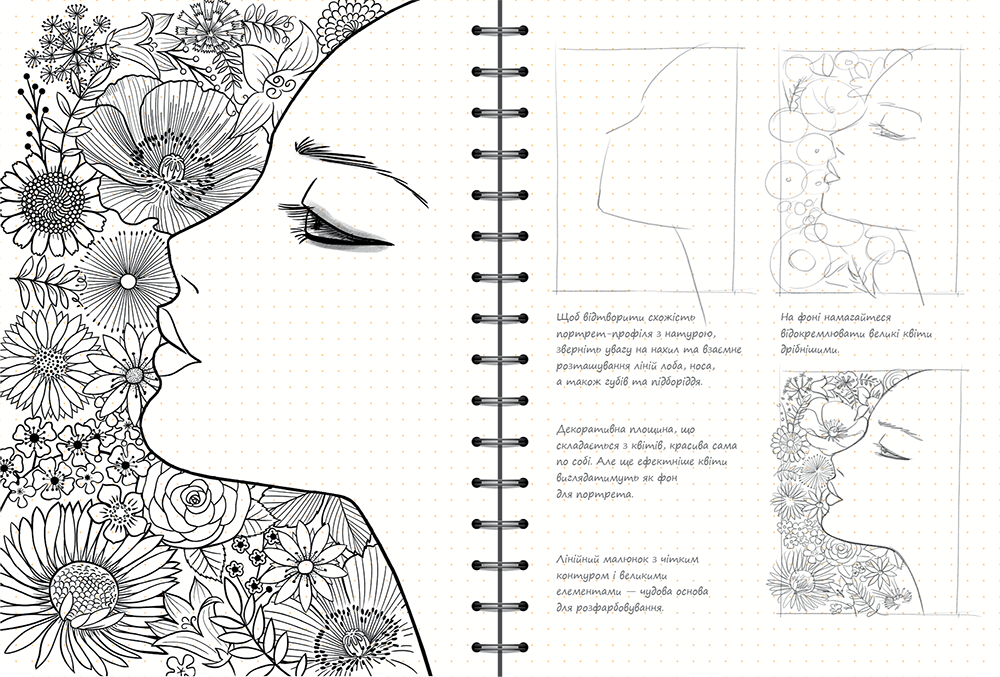 Щоб відтворити схожість
портрет-профіля з натурою,
зверніть увагу на нахил та взаємне
розташування ліній лоба, носа,
а також губів та підборіддя.
На фоні намагайтеся
відокремлювати великі квіти
дрібнішими.
Декоративна площина, що
складається з квітів, красива сама
по собі. Але ще ефектніше квіти
виглядатимуть як фон
для портрета.
Лінійний малюнок з чітким
контуром і великими
елементами — чудова основа
для розфарбовування.